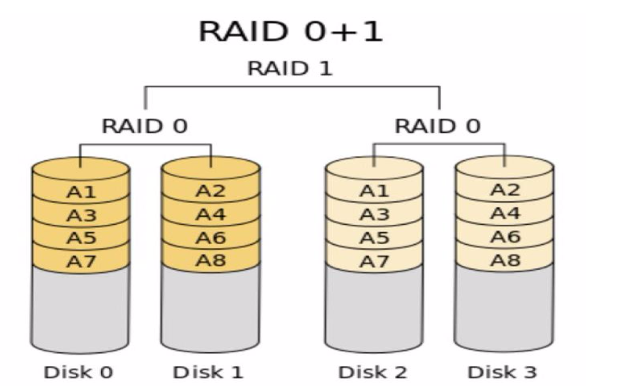 RAID 0+1
RAID 1
RAID 0 RAID 0
A1 A2 A1 A2
A3 A4 A3 A4
A5 A6 A5 A6
A7 A8 A7 A8
Disk 0 Disk 1 Disk 2 Disk 3